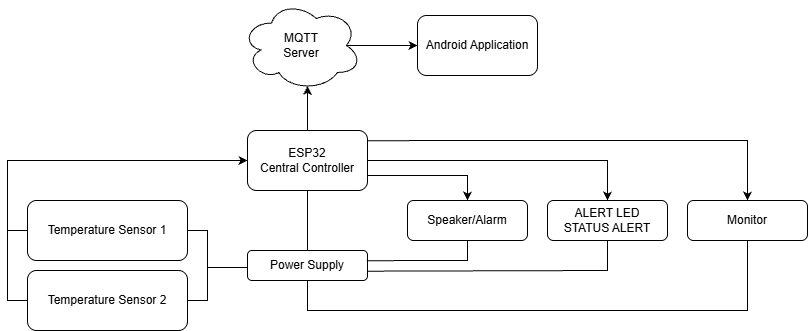 MQTT
Server
Android Application
ESP32
Central Controller
Temperature Sensor 1
Speaker/Alarm
ALERT LED
STATUS ALERT
Monitor
Power Supply
Temperature Sensor 2